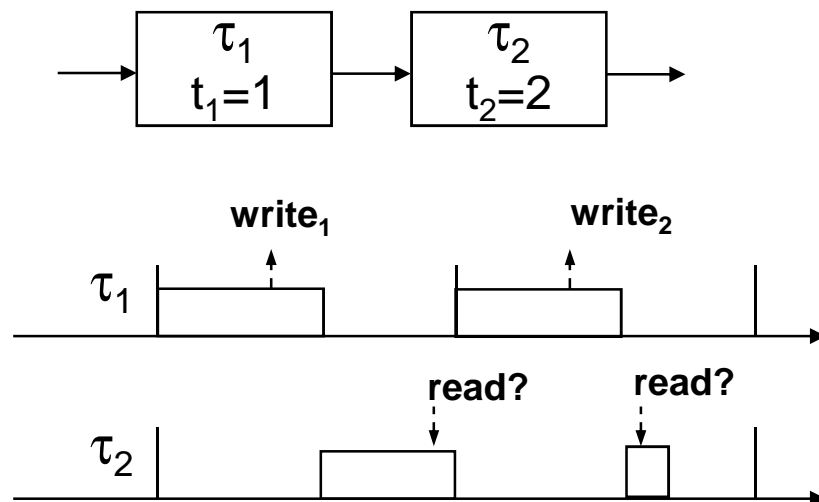 τ₁ τ₂
t₁=1 t₂=2
write₁ write₂
τ₁
read? read?
τ₂